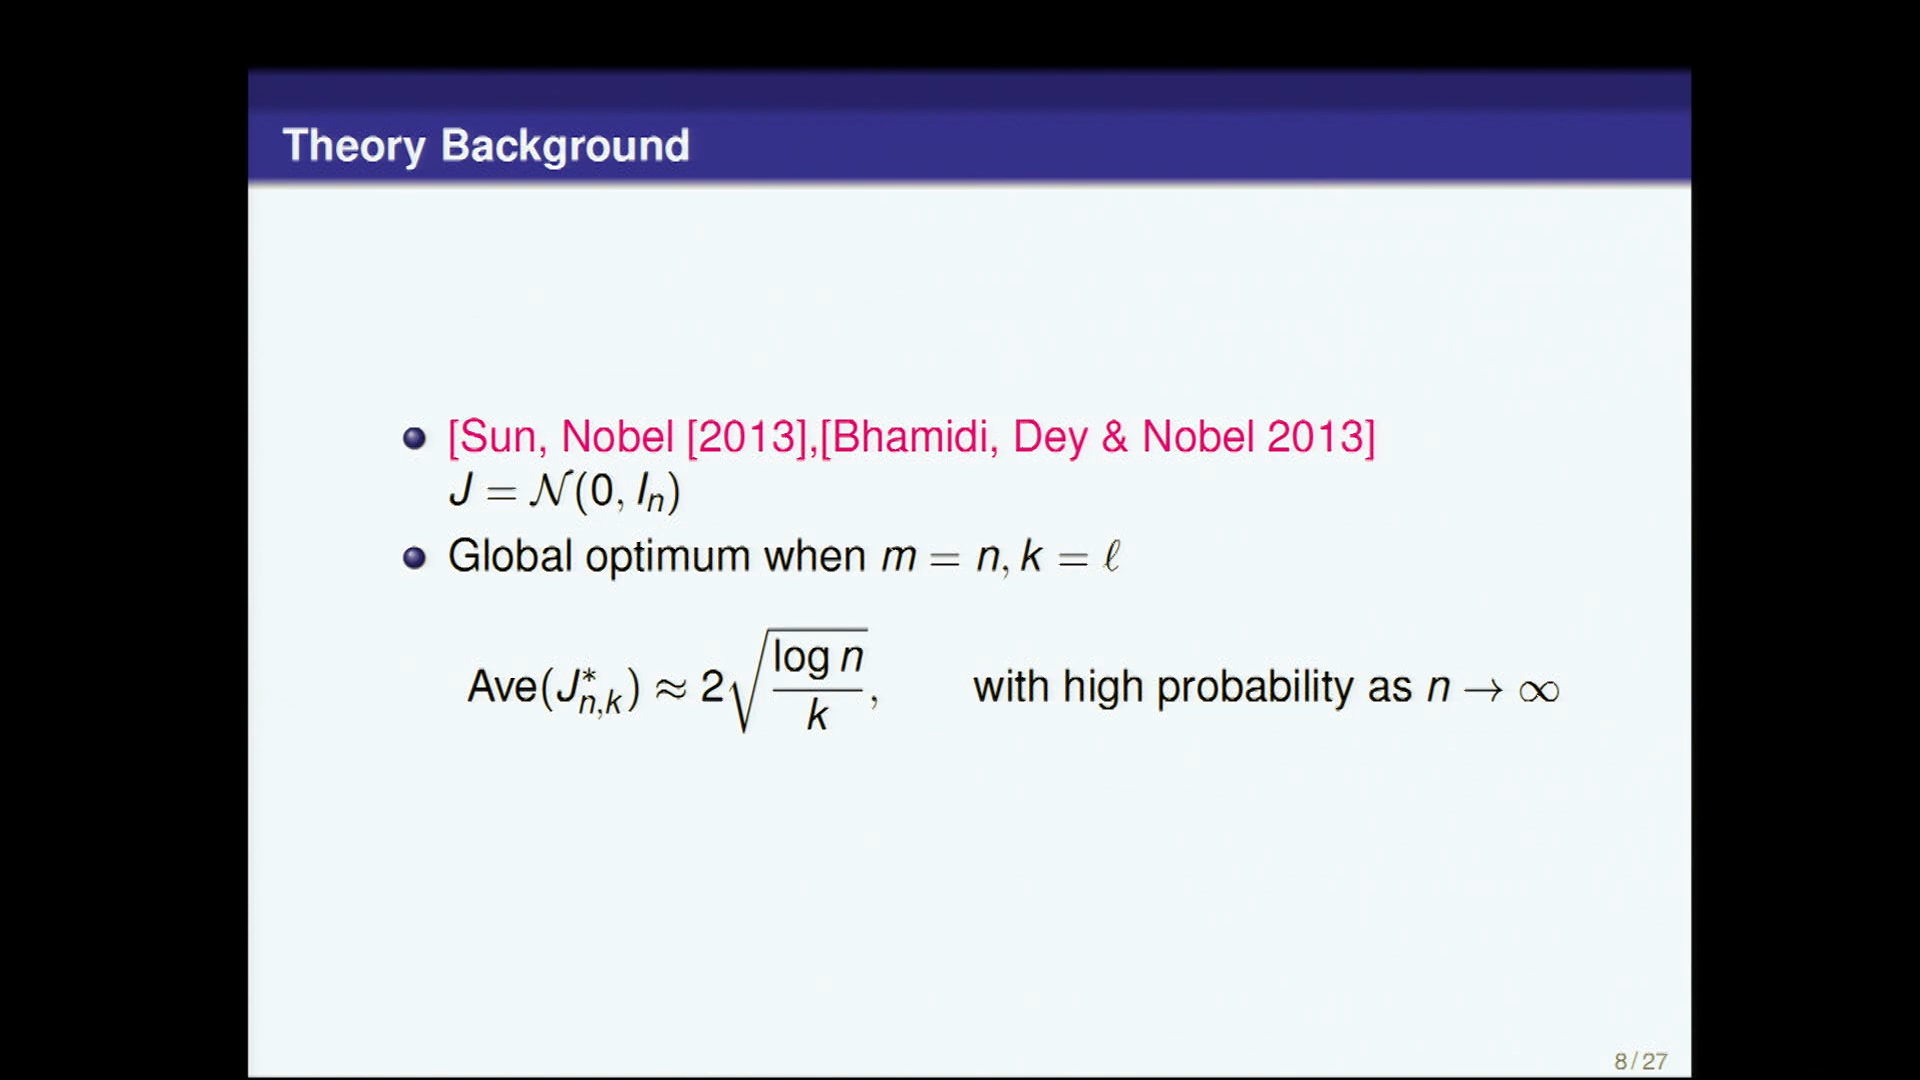 Theory Background
[Sun, Nobel [2013],[Bhamidi, Dey & Nobel 2013]
J = 𝒩(0, Iₙ)
Global optimum when m = n, k = ℓ
Ave(J*ₙ,ₖ) ≈ 2√(log n / k), with high probability as n → ∞
8 / 27